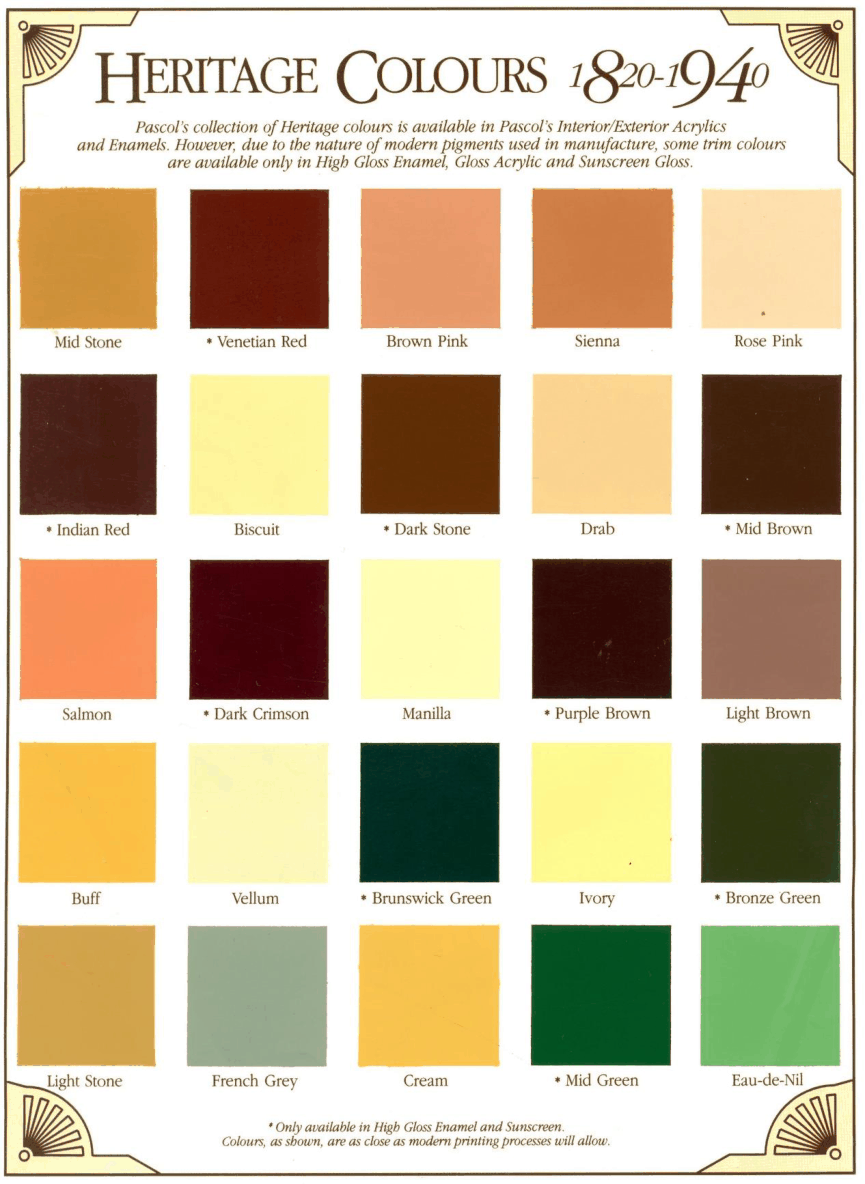 HERITAGE COLOURS 1820-1940
Pascol's collection of Heritage colours is available in Pascol's Interior/Exterior Acrylics
and Enamels. However, due to the nature of modern pigments used in manufacture, some trim colours
are available only in High Gloss Enamel, Gloss Acrylic and Sunscreen Gloss.
Mid Stone
* Venetian Red
Brown Pink
Sienna
Rose Pink
* Indian Red
Biscuit
* Dark Stone
Drab
* Mid Brown
Salmon
* Dark Crimson
Manilla
* Purple Brown
Light Brown
Buff
Vellum
* Brunswick Green
Ivory
* Bronze Green
Light Stone
French Grey
Cream
* Mid Green
Eau-de-Nil
* Only available in High Gloss Enamel and Sunscreen.
Colours, as shown, are as close as modern printing processes will allow.